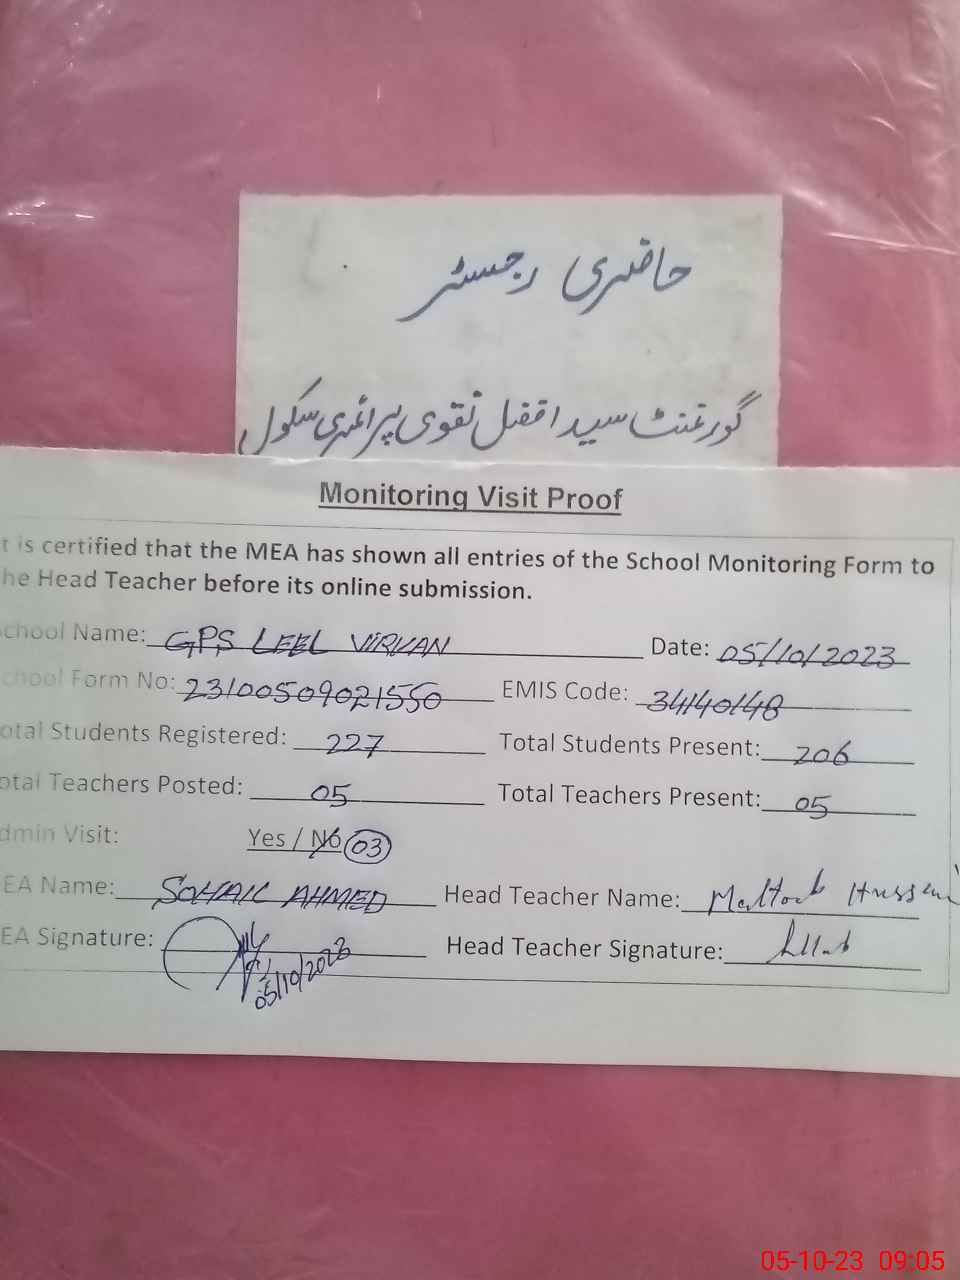 حاضری رجسٹر
گورنمنٹ سید افضل نقوی پرائمری سکول
Monitoring Visit Proof
t is certified that the MEA has shown all entries of the School Monitoring Form to
he Head Teacher before its online submission.
chool Name: GPS LEEL VIRKAN Date: 05/10/2023
chool Form No: 23100509021550 EMIS Code: 34140148
otal Students Registered: 227 Total Students Present: 206
otal Teachers Posted: 05 Total Teachers Present: 05
dmin Visit: Yes / No 03
EA Name: SOHAIL AHMED Head Teacher Name: Hussain
EA Signature: Head Teacher Signature:
05/10/2023
05-10-23 09:05